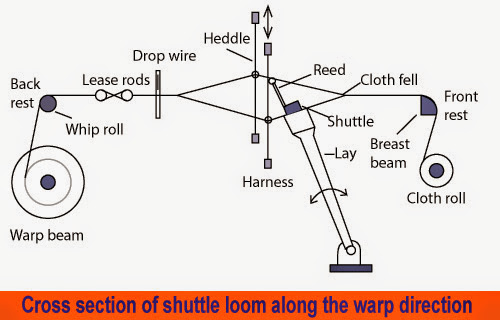 Heddle
Drop wire
Lease rods
Back
rest
Whip roll
Warp beam
Reed
Cloth fell
Shuttle
Front
rest
Breast
beam
Lay
Harness
Cloth roll
Cross section of shuttle loom along the warp direction